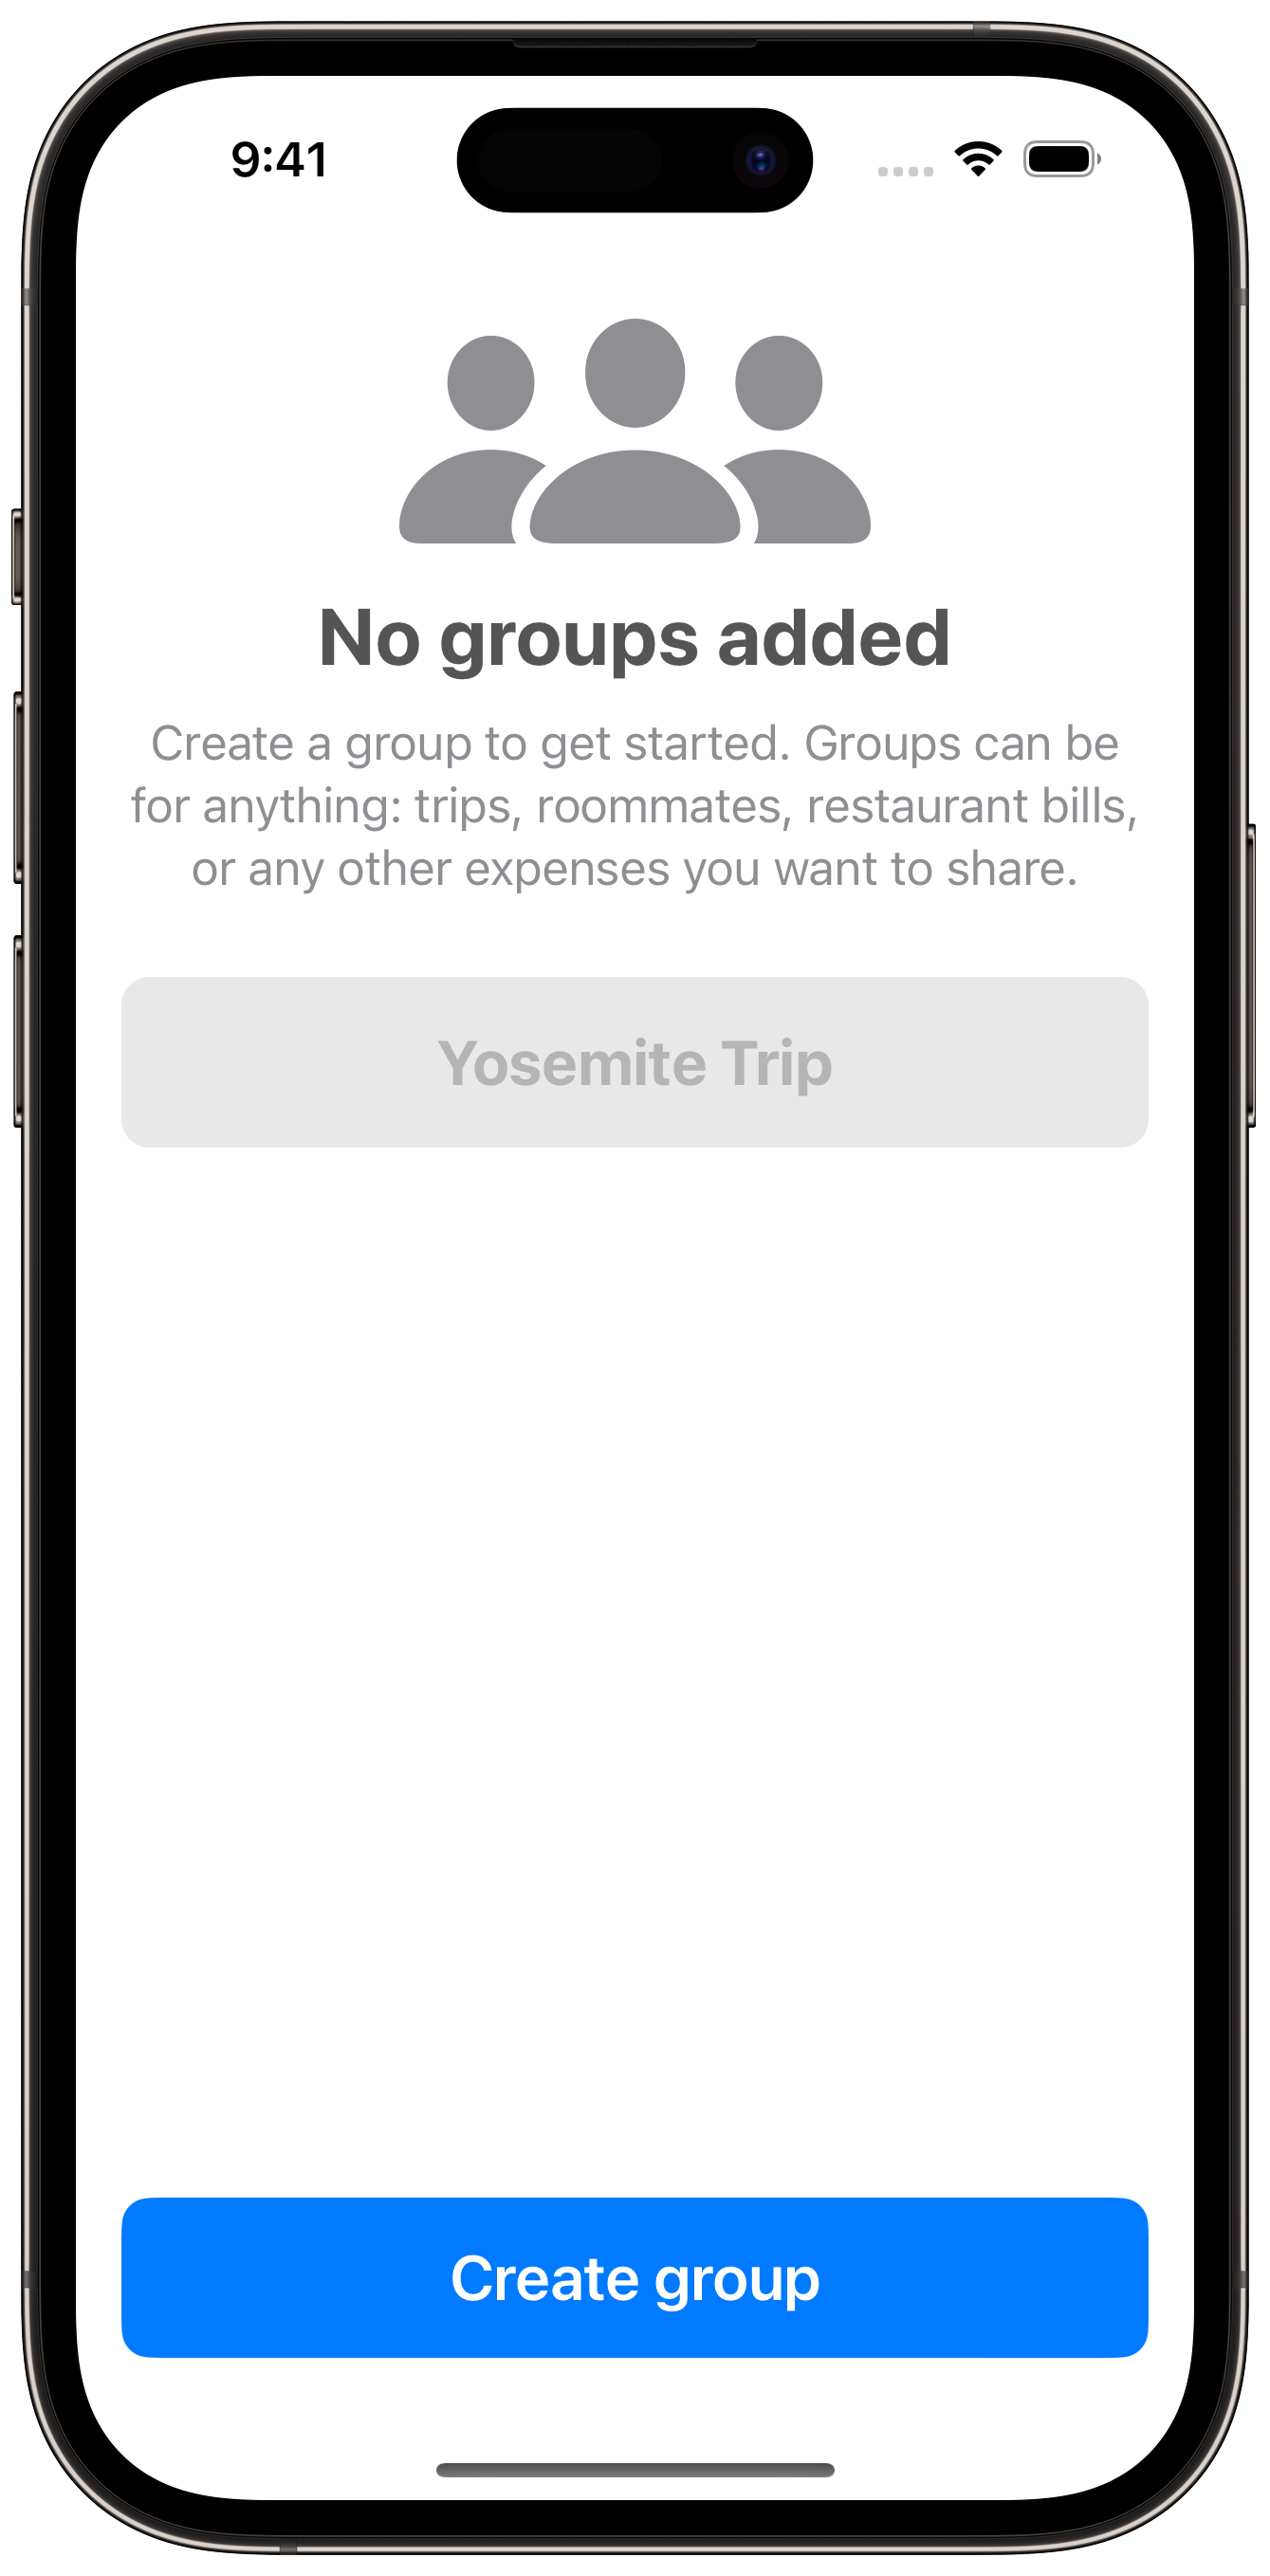 9:41
No groups added
Create a group to get started. Groups can be
for anything: trips, roommates, restaurant bills,
or any other expenses you want to share.
Yosemite Trip
Create group